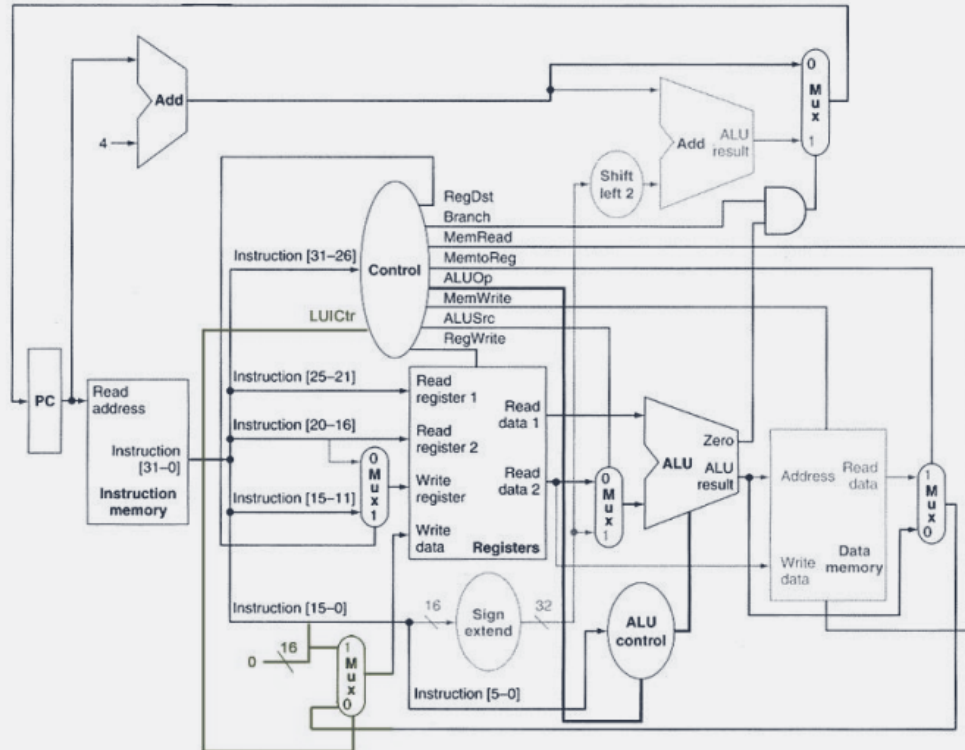 Add
4
0
Mux
1
Add
ALU
result
Shift
left 2
RegDst
Branch
MemRead
MemtoReg
ALUOp
MemWrite
ALUSrc
RegWrite
Control
Instruction [31–26]
LUICtr
PC
Read
address
Instruction
[31–0]
Instruction
memory
Instruction [25–21]
Instruction [20–16]
Instruction [15–11]
0
Mux
1
Read
register 1
Read
register 2
Write
register
Write
data
Read
data 1
Read
data 2
Registers
0
Mux
1
Zero
ALU
ALU
result
Address
Read
data
Write
data
Data
memory
1
Mux
0
Instruction [15–0]
16
Sign
extend
32
ALU
control
Instruction [5–0]
0
16
1
Mux
0